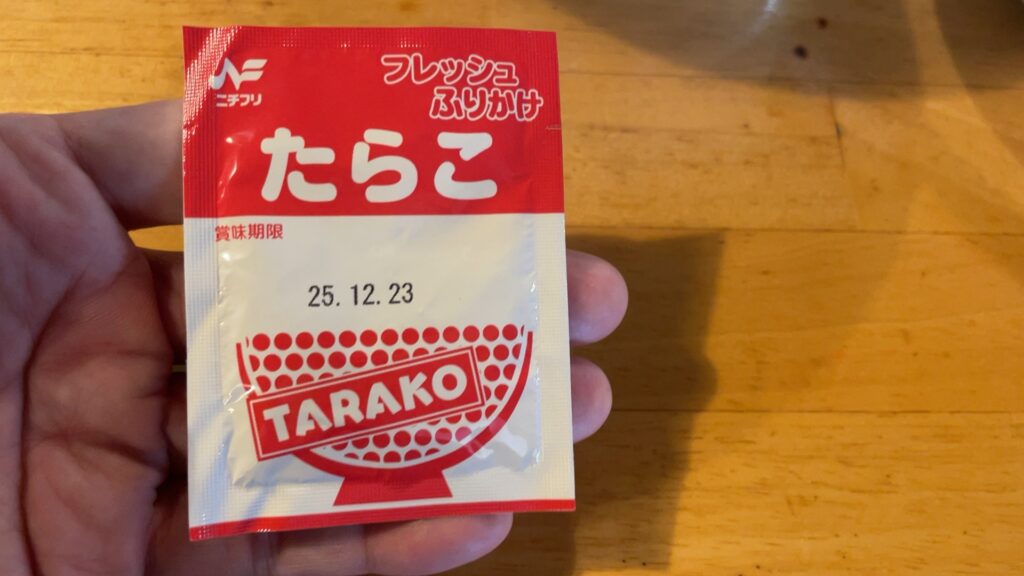 NF
ニチフリ
フレッシュ
ふりかけ
たらこ
賞味期限
25.12.23
TARAKO